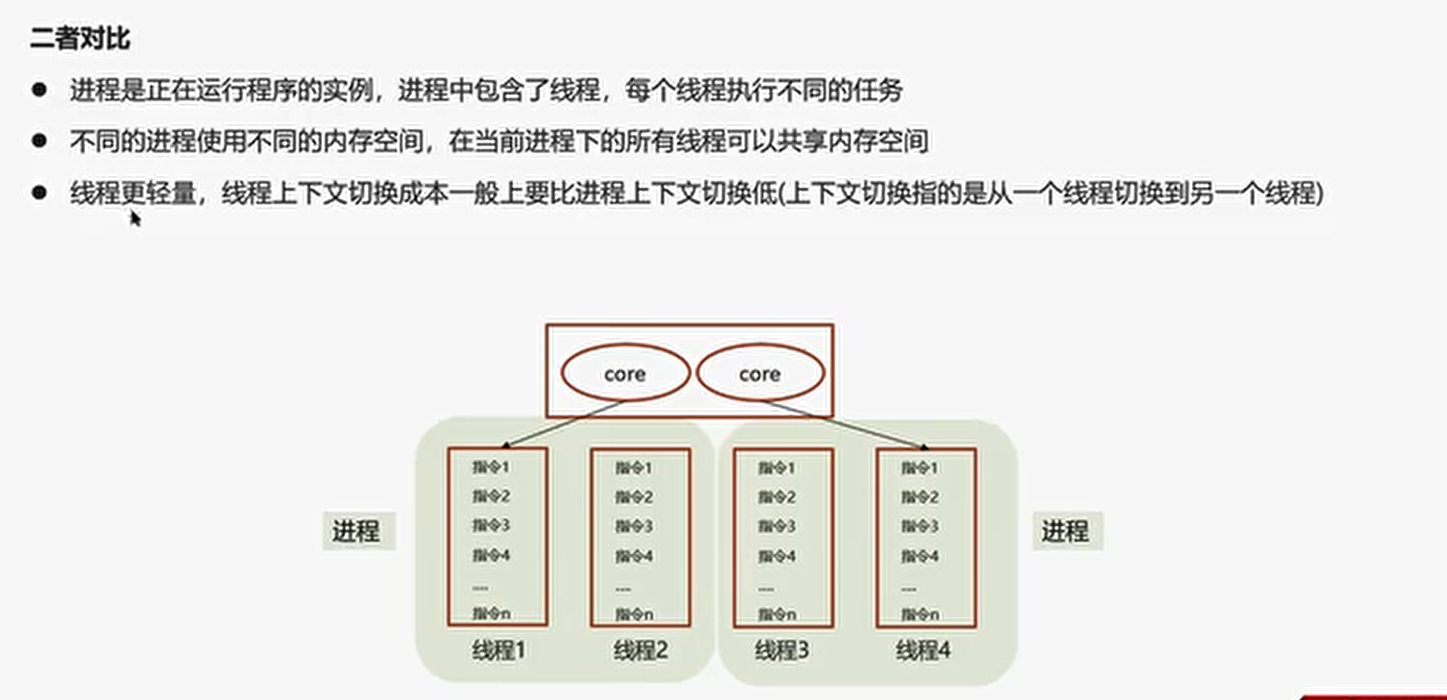 二者对比
● 进程是正在运行程序的实例，进程中包含了线程，每个线程执行不同的任务
● 不同的进程使用不同的内存空间，在当前进程下的所有线程可以共享内存空间
● 线程更轻量，线程上下文切换成本一般上要比进程上下文切换低(上下文切换指的是从一个线程切换到另一个线程)
core core
指令1 指令1 指令1 指令1
指令2 指令2 指令2 指令2
进程 指令3 指令3 指令3 指令3 进程
指令4 指令4 指令4 指令4
.... .... .... ....
指令n 指令n 指令n 指令n
线程1 线程2 线程3 线程4